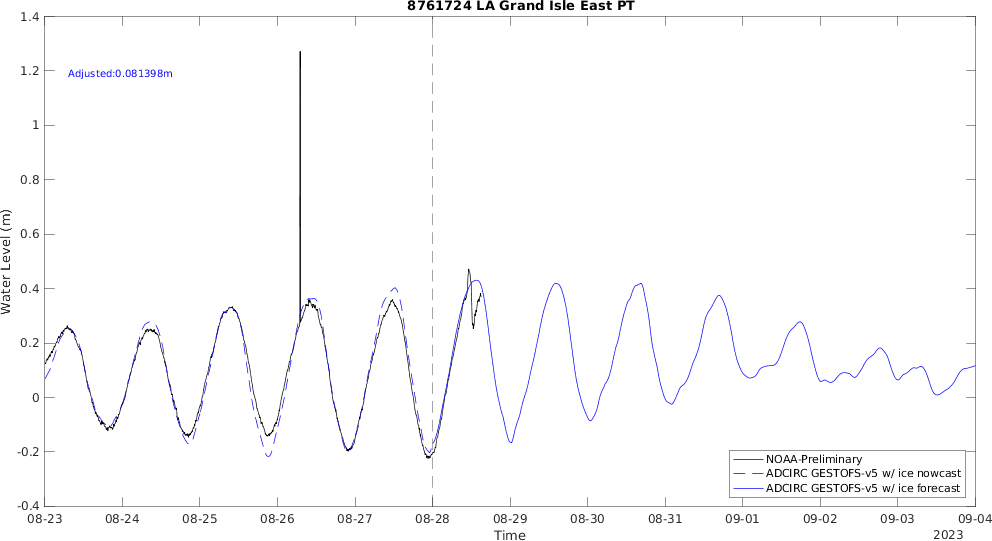 8761724 LA Grand Isle East PT
1.4
1.2
1
0.8
0.6
0.4
0.2
0
-0.2
-0.4
Water Level (m)
Adjusted:0.081398m
NOAA-Preliminary
ADCIRC GESTOFS-v5 w/ ice nowcast
ADCIRC GESTOFS-v5 w/ ice forecast
08-23 08-24 08-25 08-26 08-27 08-28 08-29 08-30 08-31 09-01 09-02 09-03 09-04
Time
2023